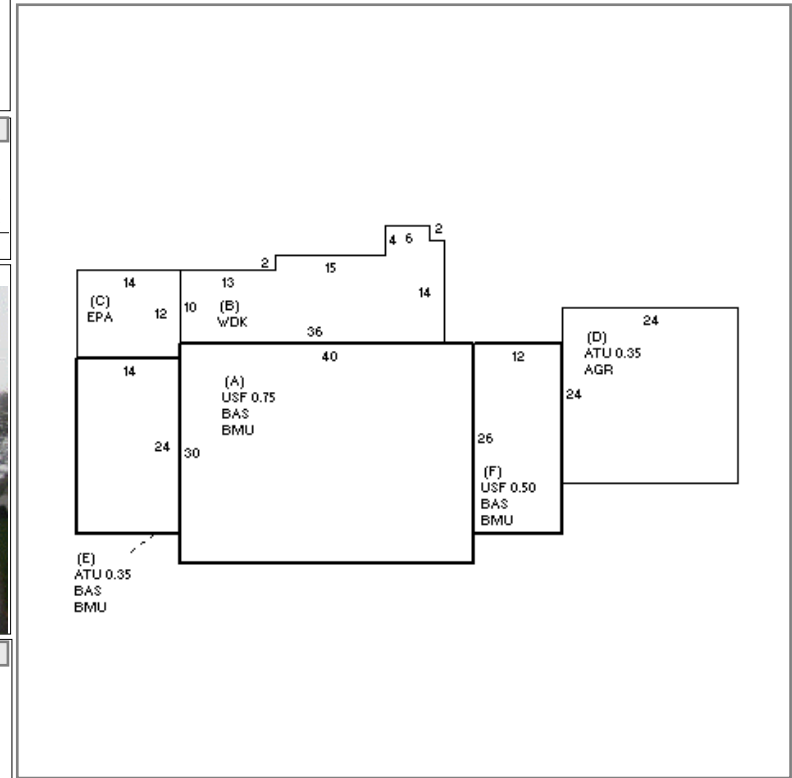 2
4 6
2
15
14
13
(C)
EPA
12
10
(B)
WDK
14
36
24
(D)
ATU 0.35
AGR
24
14
40
12
(A)
USF 0.75
BAS
BMU
24
30
26
(F)
USF 0.50
BAS
BMU
(E)
ATU 0.35
BAS
BMU